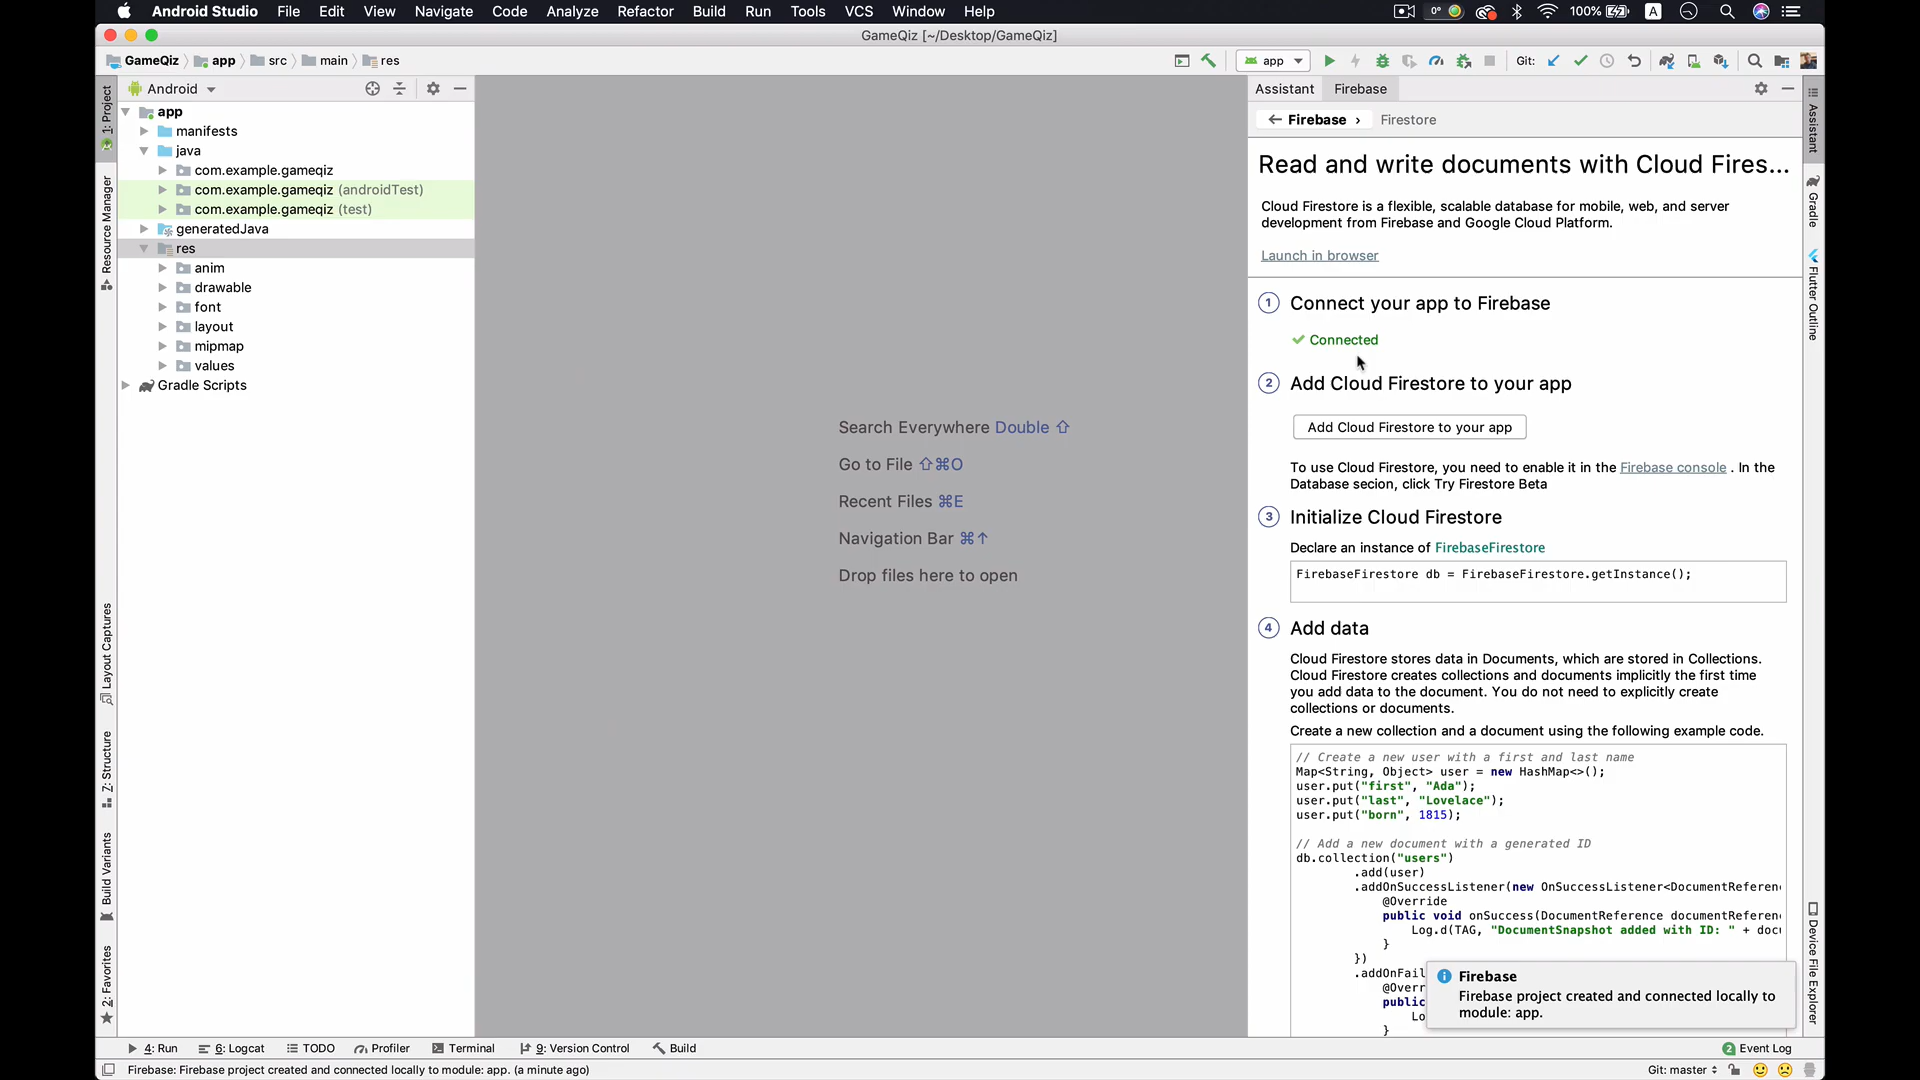 Android Studio File Edit View Navigate Code Analyze Refactor Build Run Tools VCS Window Help 0° 100% A
GameQiz [~/Desktop/GameQiz]
GameQiz app src main res app Git:
1: Project
Resource Manager
Layout Captures
Z: Structure
Build Variants
2: Favorites
Android
app
manifests
java
com.example.gameqiz
com.example.gameqiz (androidTest)
com.example.gameqiz (test)
generatedJava
res
anim
drawable
font
layout
mipmap
values
Gradle Scripts
Search Everywhere Double ⇧
Go to File ⇧⌘O
Recent Files ⌘E
Navigation Bar ⌘↑
Drop files here to open
Assistant Firebase
← Firebase › Firestore
Read and write documents with Cloud Fires...
Cloud Firestore is a flexible, scalable database for mobile, web, and server
development from Firebase and Google Cloud Platform.
Launch in browser
1 Connect your app to Firebase
Connected
2 Add Cloud Firestore to your app
Add Cloud Firestore to your app
To use Cloud Firestore, you need to enable it in the Firebase console . In the
Database secion, click Try Firestore Beta
3 Initialize Cloud Firestore
Declare an instance of FirebaseFirestore
FirebaseFirestore db = FirebaseFirestore.getInstance();
4 Add data
Cloud Firestore stores data in Documents, which are stored in Collections.
Cloud Firestore creates collections and documents implicitly the first time
you add data to the document. You do not need to explicitly create
collections or documents.
Create a new collection and a document using the following example code.
// Create a new user with a first and last name
Map<String, Object> user = new HashMap<>();
user.put("first", "Ada");
user.put("last", "Lovelace");
user.put("born", 1815);
// Add a new document with a generated ID
db.collection("users")
.add(user)
.addOnSuccessListener(new OnSuccessListener<DocumentReferen
@Override
public void onSuccess(DocumentReference documentReferen
Log.d(TAG, "DocumentSnapshot added with ID: " + docu
}
})
.addOnFail
@Overr
public
Lo
}
Firebase
Firebase project created and connected locally to
module: app.
Assistant
Gradle
Flutter Outline
Device File Explorer
4: Run 6: Logcat TODO Profiler Terminal 9: Version Control Build 2 Event Log
Firebase: Firebase project created and connected locally to module: app. (a minute ago) Git: master